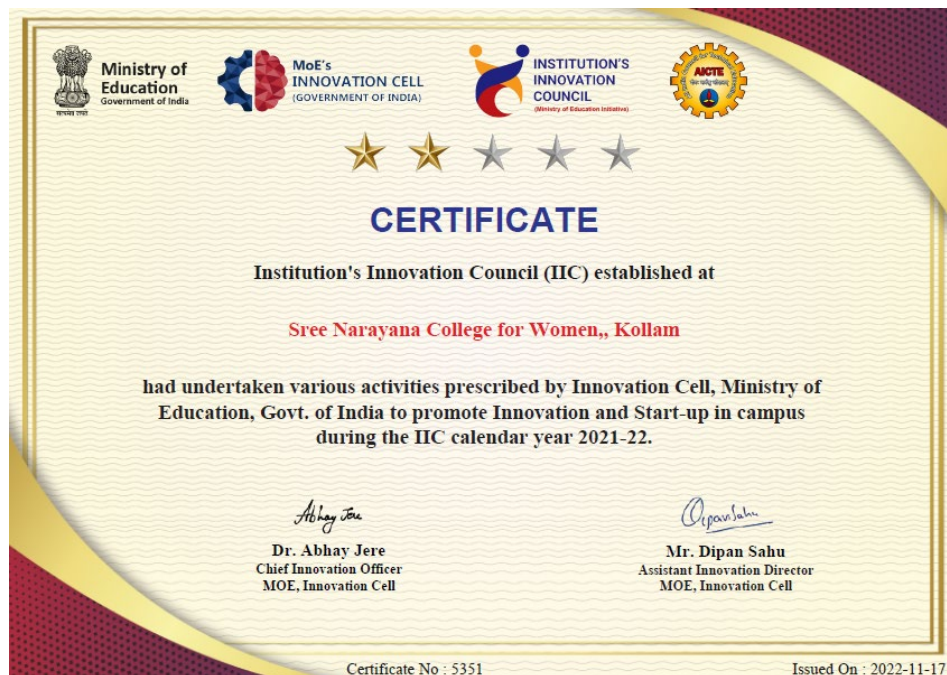 Ministry of
Education
Government of India
सत्यमेव जयते
MoE's
INNOVATION CELL
(GOVERNMENT OF INDIA)
INSTITUTION'S
INNOVATION
COUNCIL
(Ministry of Education Initiative)
AICTE
CERTIFICATE
Institution's Innovation Council (IIC) established at
Sree Narayana College for Women,, Kollam
had undertaken various activities prescribed by Innovation Cell, Ministry of
Education, Govt. of India to promote Innovation and Start-up in campus
during the IIC calendar year 2021-22.
Abhay Jere
Dipan Sahu
Dr. Abhay Jere
Mr. Dipan Sahu
Chief Innovation Officer
Assistant Innovation Director
MOE, Innovation Cell
MOE, Innovation Cell
Certificate No : 5351
Issued On : 2022-11-17